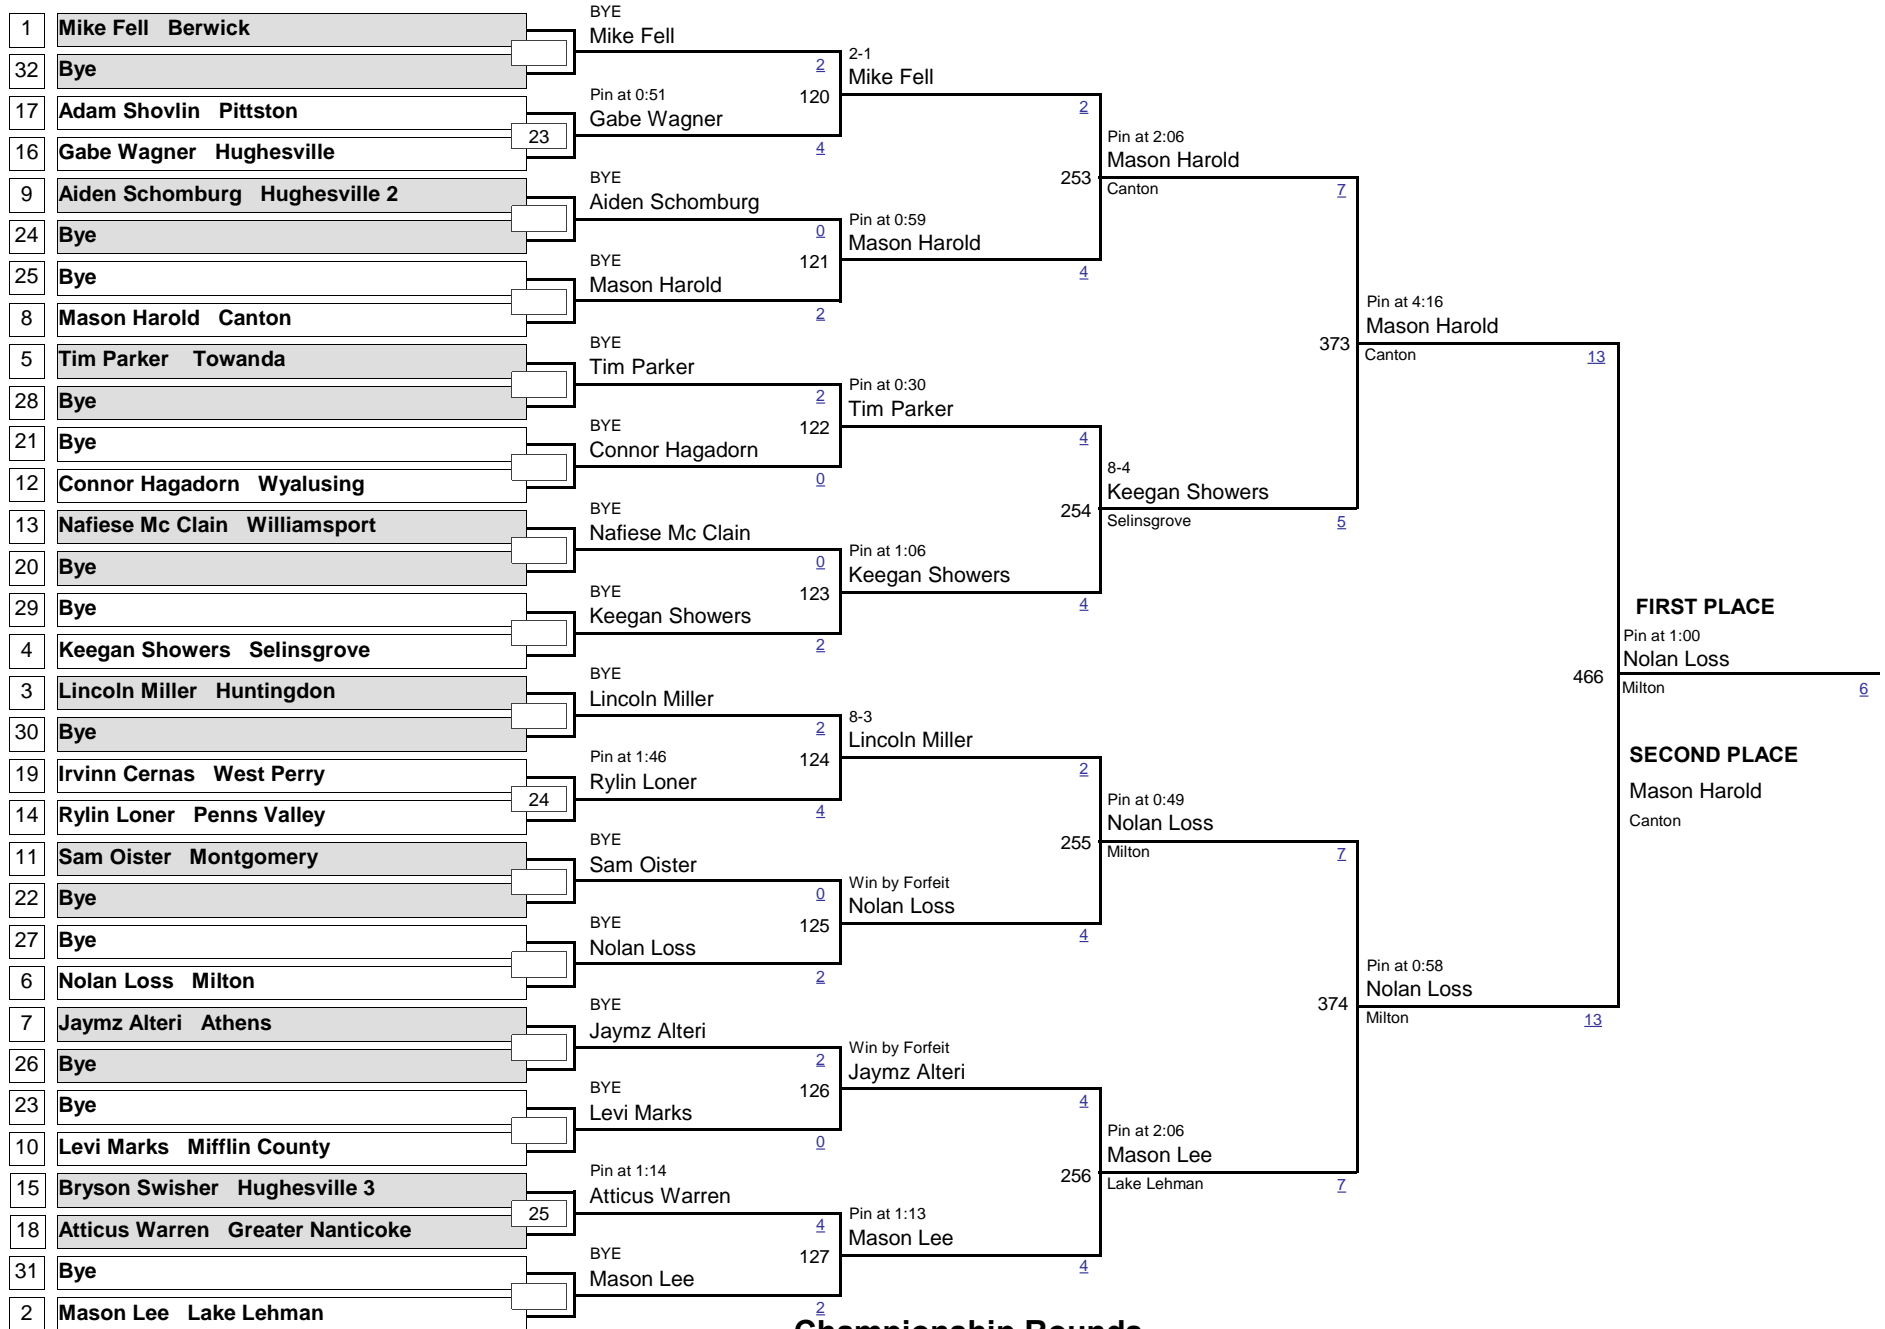 1 Mike Fell Berwick
32 Bye
17 Adam Shovlin Pittston
23
16 Gabe Wagner Hughesville
9 Aiden Schomburg Hughesville 2
24 Bye
25 Bye
8 Mason Harold Canton
5 Tim Parker Towanda
28 Bye
21 Bye
12 Connor Hagadorn Wyalusing
13 Nafiese Mc Clain Williamsport
20 Bye
29 Bye
4 Keegan Showers Selinsgrove
3 Lincoln Miller Huntingdon
30 Bye
19 Irvinn Cernas West Perry
24
14 Rylin Loner Penns Valley
11 Sam Oister Montgomery
22 Bye
27 Bye
6 Nolan Loss Milton
7 Jaymz Alteri Athens
26 Bye
23 Bye
10 Levi Marks Mifflin County
15 Bryson Swisher Hughesville 3
25
18 Atticus Warren Greater Nanticoke
31 Bye
2 Mason Lee Lake Lehman
BYE
Mike Fell
2
120
Pin at 0:51
Gabe Wagner
4
BYE
Aiden Schomburg
0
121
BYE
Mason Harold
2
BYE
Tim Parker
2
122
BYE
Connor Hagadorn
0
BYE
Nafiese Mc Clain
0
123
BYE
Keegan Showers
2
BYE
Lincoln Miller
2
124
Pin at 1:46
Rylin Loner
4
BYE
Sam Oister
0
125
BYE
Nolan Loss
2
BYE
Jaymz Alteri
2
126
BYE
Levi Marks
0
Pin at 1:14
Atticus Warren
4
127
BYE
Mason Lee
2
2-1
Mike Fell
2
253
Pin at 0:59
Mason Harold
4
Pin at 0:30
Tim Parker
4
254
Pin at 1:06
Keegan Showers
4
8-3
Lincoln Miller
2
255
Win by Forfeit
Nolan Loss
4
Win by Forfeit
Jaymz Alteri
4
256
Pin at 1:13
Mason Lee
4
Pin at 2:06
Mason Harold
Canton
7
373
8-4
Keegan Showers
Selinsgrove
5
Pin at 0:49
Nolan Loss
Milton
7
374
Pin at 2:06
Mason Lee
Lake Lehman
7
Pin at 4:16
Mason Harold
Canton
13
466
Pin at 0:58
Nolan Loss
Milton
13
FIRST PLACE
Pin at 1:00
Nolan Loss
Milton
6
SECOND PLACE
Mason Harold
Canton
Championship Rounds